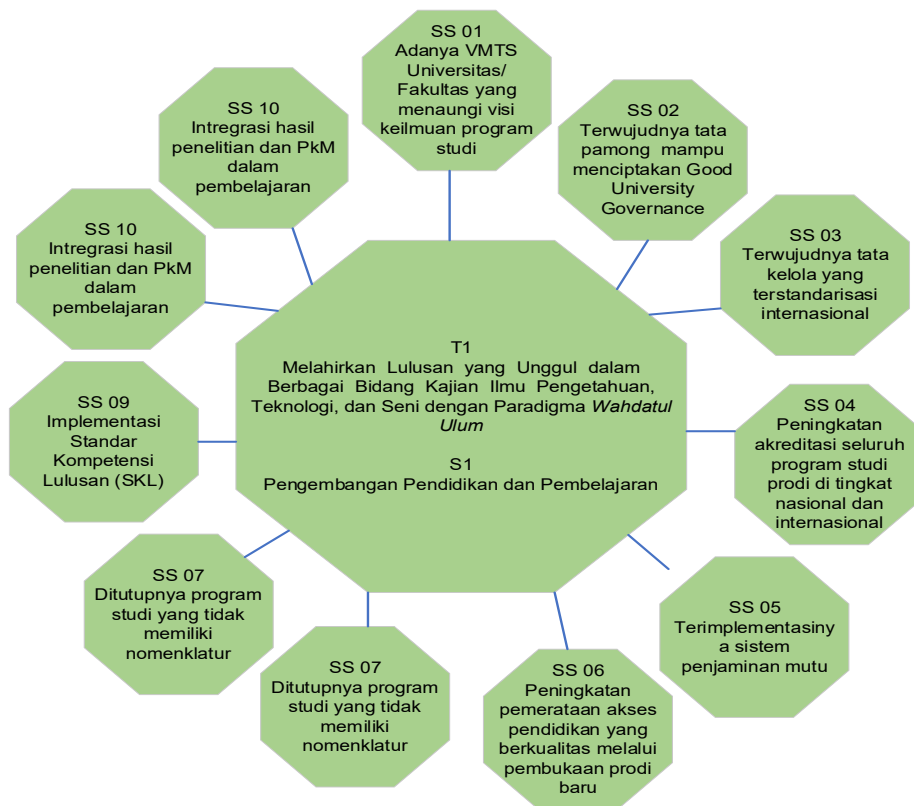 SS 01
Adanya VMTS
Universitas/
Fakultas yang
menaungi visi
keilmuan program
studi
SS 02
Terwujudnya tata
pamong mampu
menciptakan Good
University
Governance
SS 03
Terwujudnya tata
kelola yang
terstandarisasi
internasional
SS 04
Peningkatan
akreditasi seluruh
program studi
prodi di tingkat
nasional dan
internasional
SS 05
Terimplementasiny
a sistem
penjaminan mutu
SS 06
Peningkatan
pemerataan akses
pendidikan yang
berkualitas melalui
pembukaan prodi
baru
SS 07
Ditutupnya program
studi yang tidak
memiliki
nomenklatur
SS 07
Ditutupnya program
studi yang tidak
memiliki
nomenklatur
SS 09
Implementasi
Standar
Kompetensi
Lulusan (SKL)
SS 10
Intregrasi hasil
penelitian dan PkM
dalam
pembelajaran
SS 10
Intregrasi hasil
penelitian dan PkM
dalam
pembelajaran
T1
Melahirkan Lulusan yang Unggul dalam
Berbagai Bidang Kajian Ilmu Pengetahuan,
Teknologi, dan Seni dengan Paradigma Wahdatul
Ulum
S1
Pengembangan Pendidikan dan Pembelajaran